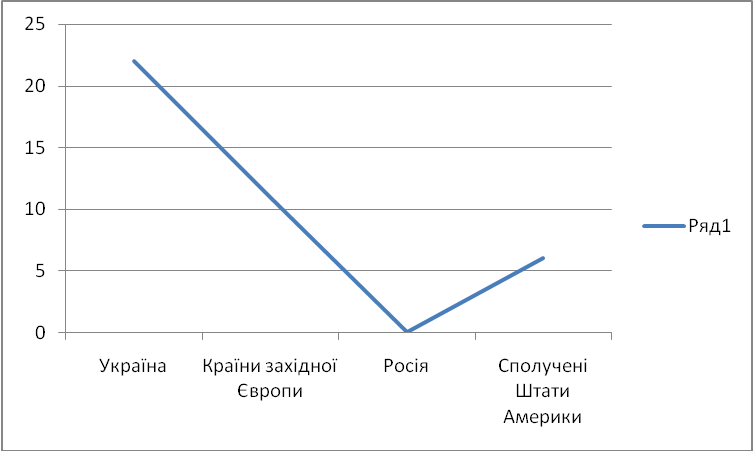 25
20
15
10
5
0
Ряд1
Україна
Країни західної
Європи
Росія
Сполучені
Штати
Америки